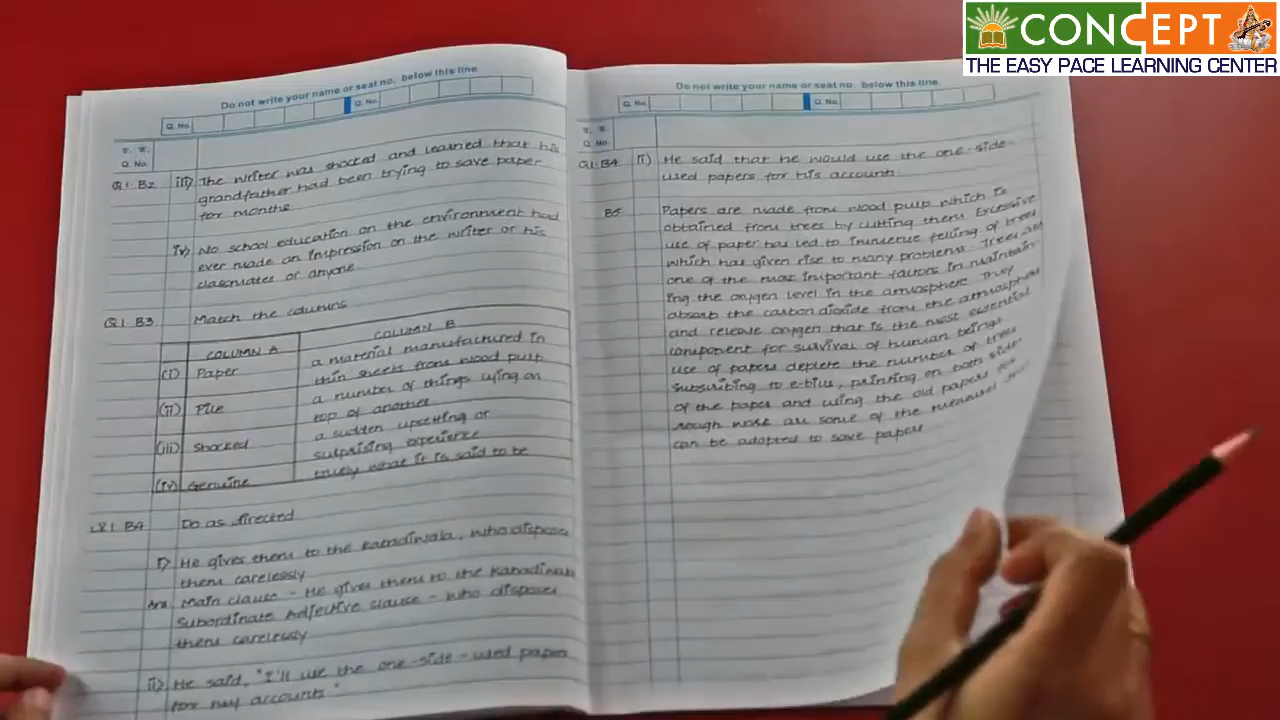 CONCEPT
THE EASY PACE LEARNING CENTER
Do not write your name or seat no. below this line
Q. No.
Q. No.
प्र. क्र.
Q. No.
Q1. B2 iii) The writer was shocked and learned that his
grandfather had been trying to save paper
for months
iv) No school education on the environment had
ever made an impression on the writer or his
classmates or anyone
Q1. B3 Match the columns
COLUMN A COLUMN B
(i) Paper a material manufactured in
thin sheets from wood pulp
(ii) Pile a number of things lying on
top of another.
(iii) Shocked a sudden upsetting or
surprising experience
(iv) Genuine truely what it is said to be
Q1. B4 Do as directed
i) He gives them to the Kabadiwala, who disposes
them carelessly
Ans Main clause - He gives them to the Kabadiwala
Subordinate Adjective clause - who disposes
them carelessly
ii) He said, "I'll use the one-side-used papers
for my accounts"
Do not write your name or seat no. below this line
Q. No.
Q. No.
प्र. क्र.
Q. No.
Q1. B4 ii) He said that he would use the one-side-
used papers for his accounts
B5 Papers are made from wood pulp which is
obtained from trees by cutting them Excessive
use of paper has led to immense felling of trees
which has given rise to many problems. Trees are
one of the most important factors in maintain-
ing the oxygen level in the atmosphere They
absorb the carbondioxide from the atmosphere
and release oxygen that is the most essential
component for survival of human beings
use of papers deplete the number of trees
Subscribing to e-bills, printing on both side
of the paper and using the old papers for
rough work are some of the measures
can be adopted to save paper